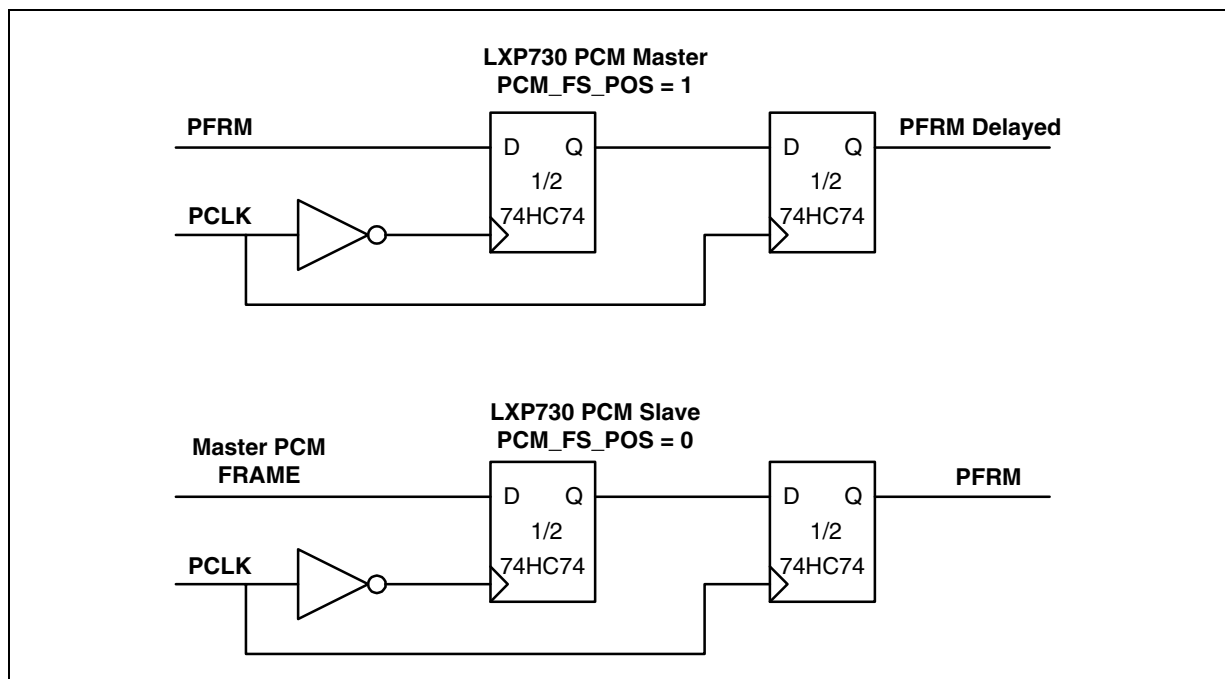 LXP730 PCM Master
PCM_FS_POS = 1
PFRM
PFRM Delayed
D Q
D Q
1/2
1/2
PCLK
74HC74
74HC74
LXP730 PCM Slave
PCM_FS_POS = 0
Master PCM
FRAME
PFRM
D Q
D Q
1/2
1/2
PCLK
74HC74
74HC74